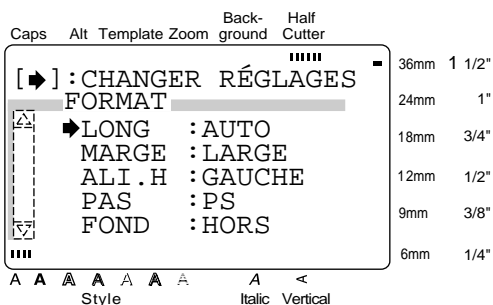 Back- Half
Caps Alt Template Zoom ground Cutter
[➧]:CHANGER RÉGLAGES
FORMAT
➧LONG :AUTO
MARGE :LARGE
ALI.H :GAUCHE
PAS :PS
FOND :HORS
36mm 1 1/2"
24mm 1"
18mm 3/4"
12mm 1/2"
9mm 3/8"
6mm 1/4"
A A A A A A A A A
Style Italic Vertical